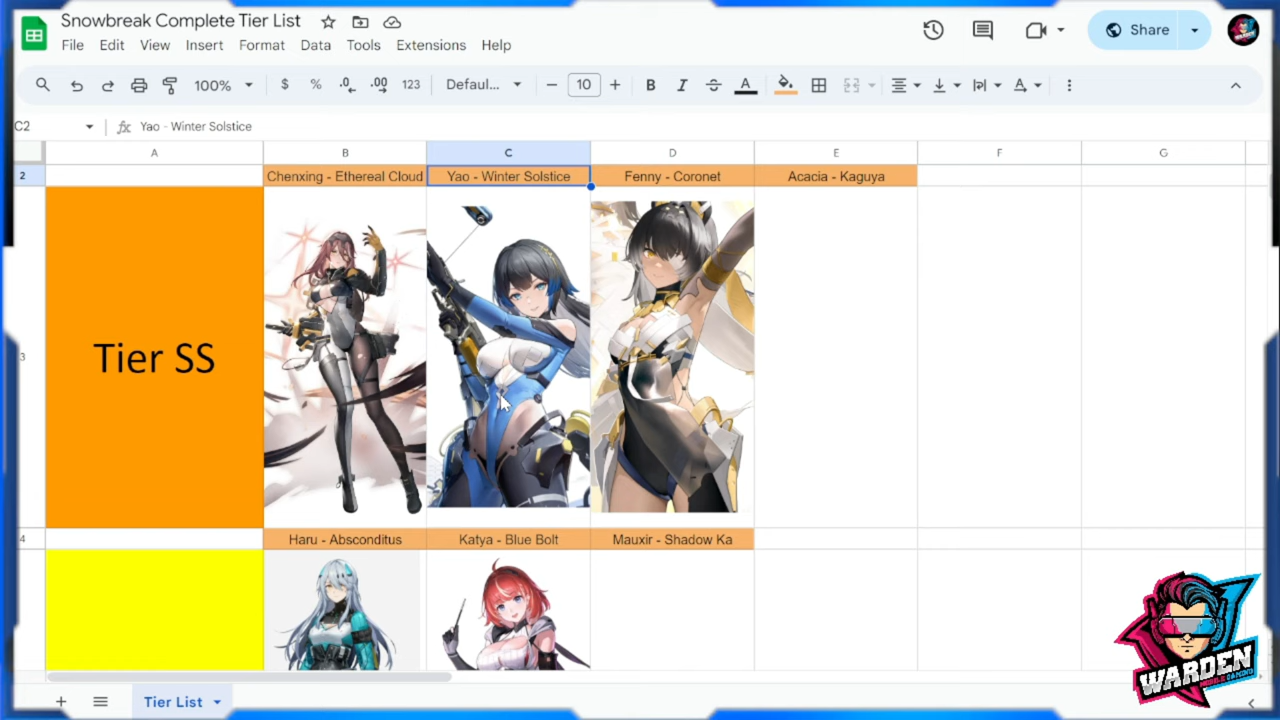 Snowbreak Complete Tier List
File Edit View Insert Format Data Tools Extensions Help
Share
100% $ % .0 .00 123 Defaul... 10 B I S A A
C2 fx Yao - Winter Solstice
A B C D E F G
2 Chenxing - Ethereal Cloud Yao - Winter Solstice Fenny - Coronet Acacia - Kaguya
3 Tier SS
4 Haru - Absconditus Katya - Blue Bolt Mauxir - Shadow Ka
WARDEN
MOBILE GAMING
Tier List